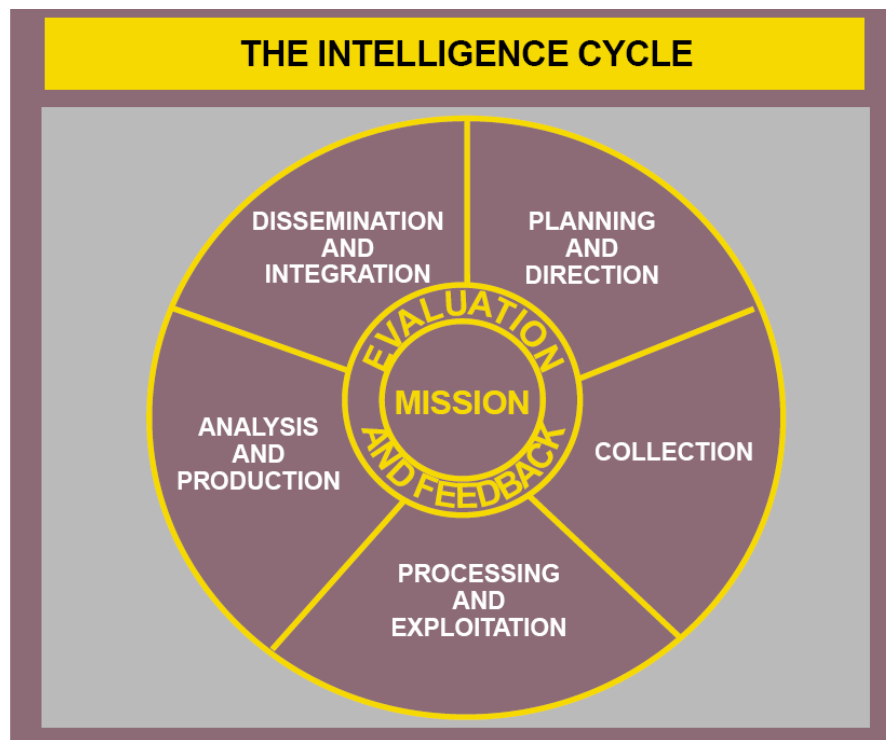 THE INTELLIGENCE CYCLE
DISSEMINATION
AND
INTEGRATION
PLANNING
AND
DIRECTION
EVALUATION
MISSION
AND FEEDBACK
ANALYSIS
AND
PRODUCTION
COLLECTION
PROCESSING
AND
EXPLOITATION